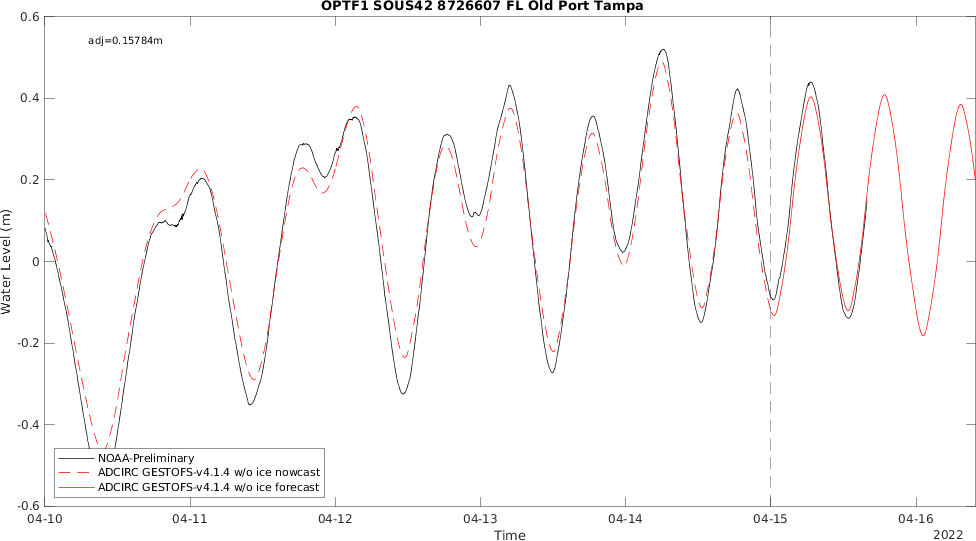 OPTF1 SOUS42 8726607 FL Old Port Tampa
adj=0.15784m
0.6
0.4
0.2
0
-0.2
-0.4
-0.6
Water Level (m)
NOAA-Preliminary
ADCIRC GESTOFS-v4.1.4 w/o ice nowcast
ADCIRC GESTOFS-v4.1.4 w/o ice forecast
04-10 04-11 04-12 04-13 04-14 04-15 04-16
Time
2022